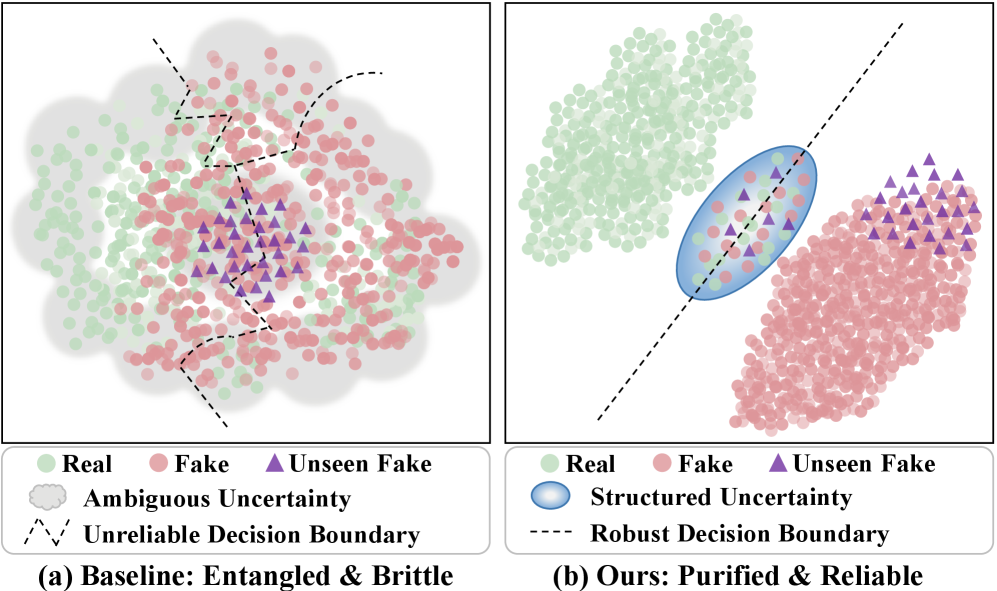 Real Fake Unseen Fake
Ambiguous Uncertainty
Unreliable Decision Boundary
(a) Baseline: Entangled & Brittle
Real Fake Unseen Fake
Structured Uncertainty
Robust Decision Boundary
(b) Ours: Purified & Reliable